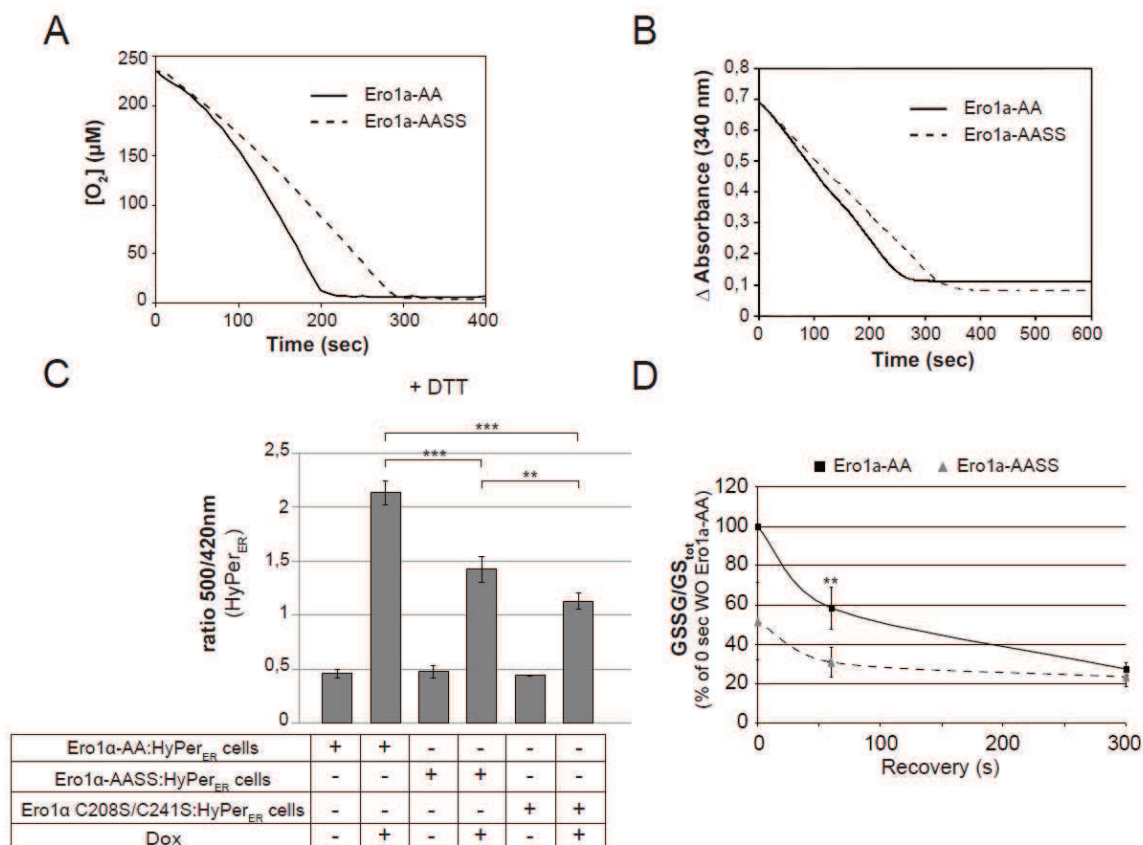 A
250
200
150
100
50
0
[O2] (µM)
Ero1a-AA
Ero1a-AASS
0 100 200 300 400
Time (sec)
B
0,8
0,7
0,6
0,5
0,4
0,3
0,2
0,1
0
Δ Absorbance (340 nm)
Ero1a-AA
Ero1a-AASS
0 100 200 300 400 500 600
Time (sec)
C
+ DTT
***
***
**
2,5
2
1,5
1
0,5
0
ratio 500/420nm
(HyPerER)
Ero1α-AA:HyPerER cells + + - - - -
Ero1α-AASS:HyPerER cells - - + + - -
Ero1α C208S/C241S:HyPerER cells - - - - + +
Dox - + - + - +
D
Ero1a-AA Ero1a-AASS
120
100
80
60
40
20
0
GSSG/GStot
(% of 0 sec WO Ero1a-AA)
**
0 100 200 300
Recovery (s)